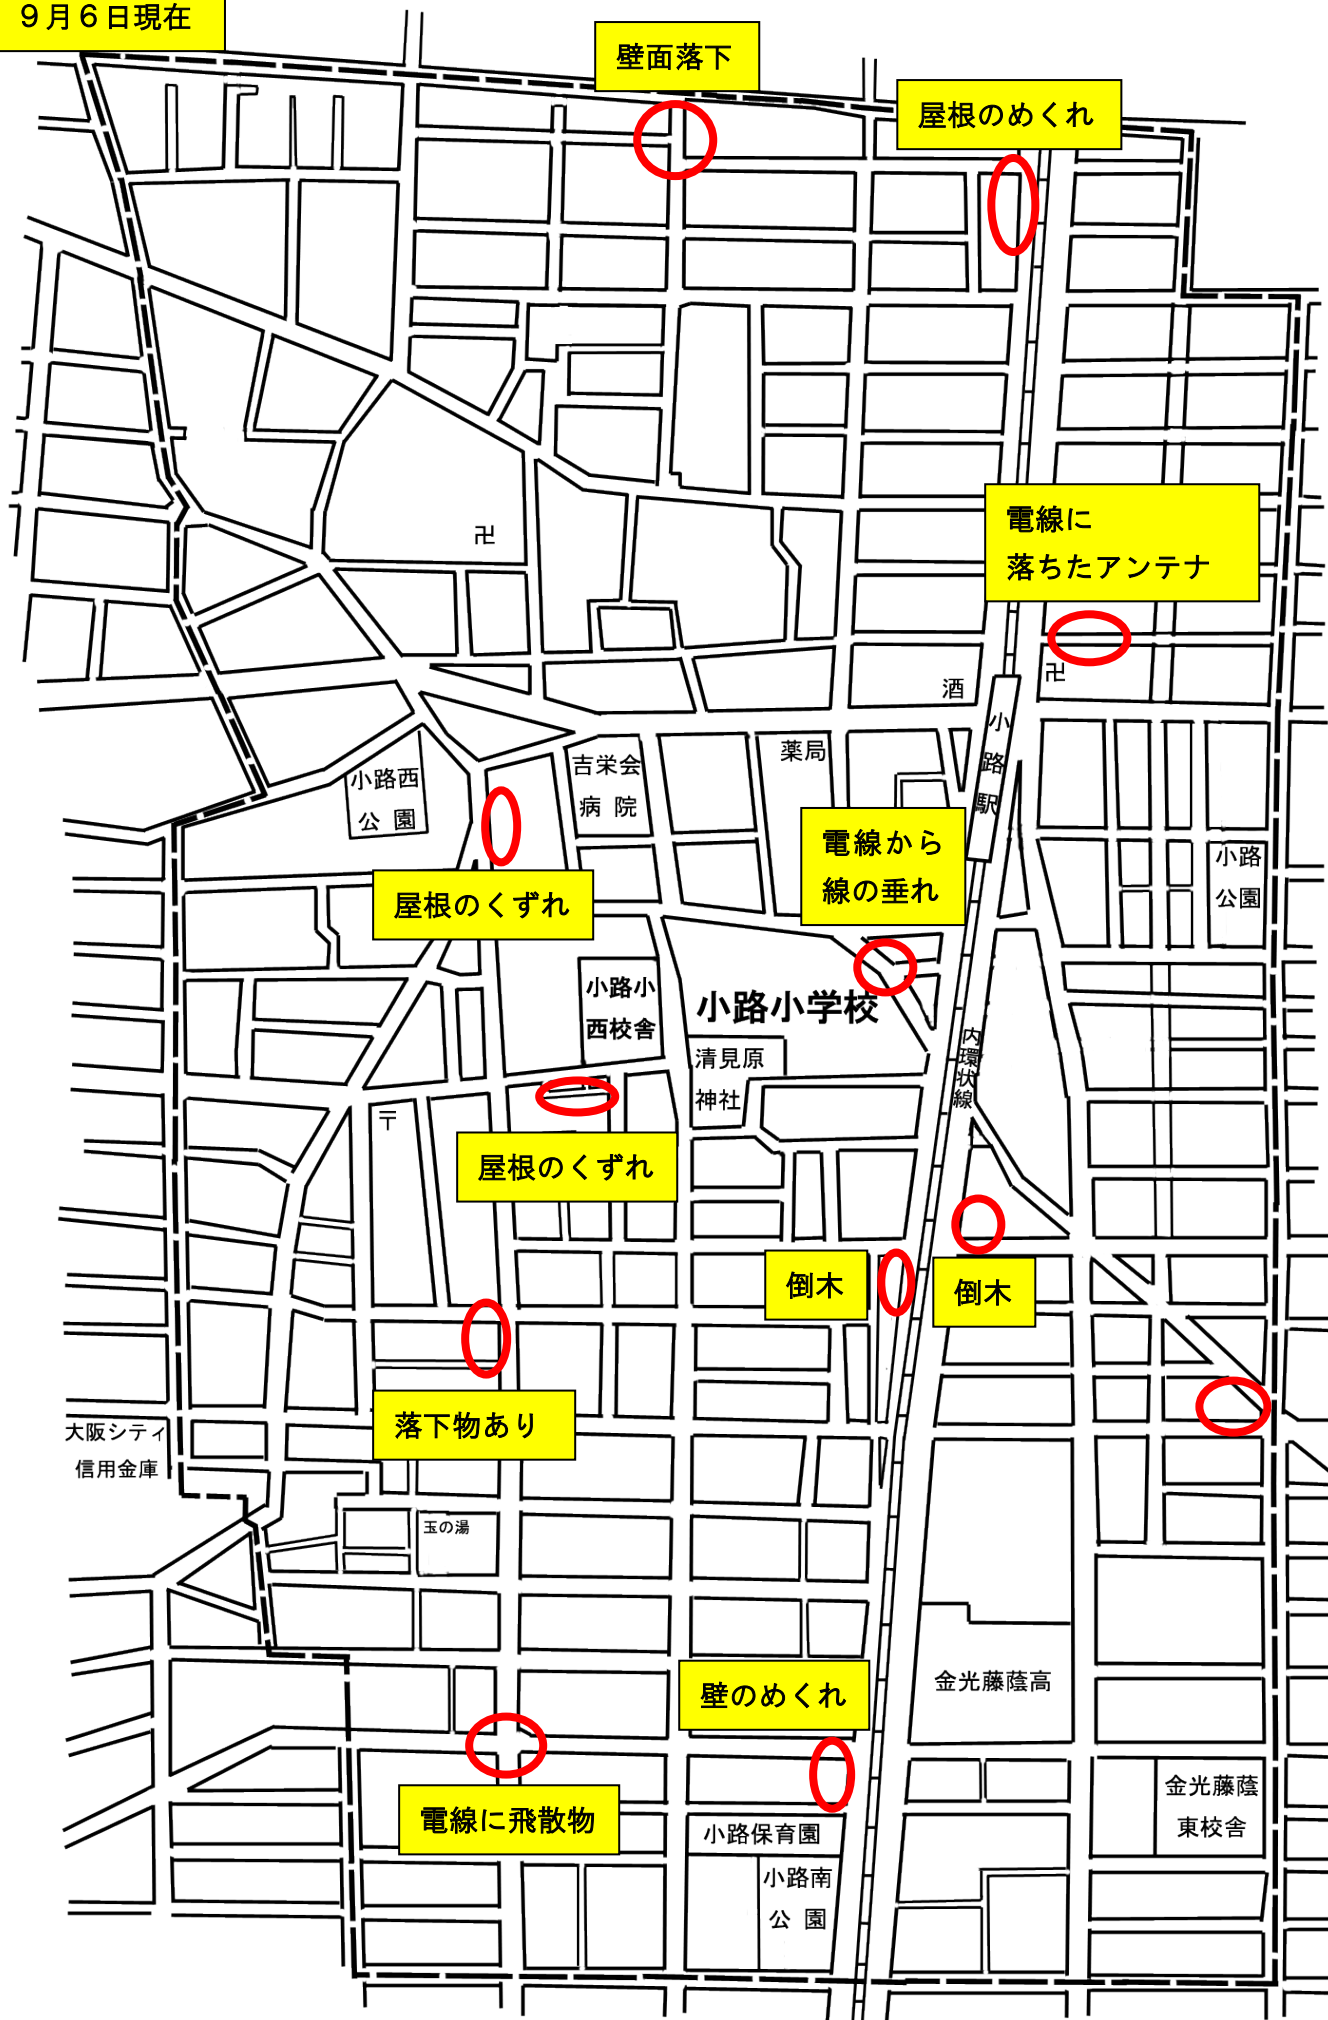 ９月６日現在
壁面落下
屋根のめくれ
電線に
落ちたアンテナ
卍
卍
酒
小路駅
薬局
吉栄会
病院
小路西
公園
電線から
線の垂れ
小路
公園
屋根のくずれ
小路小
西校舎
小路小学校
清見原
神社
内環状線
〒
屋根のくずれ
倒木
倒木
落下物あり
大阪シティ
信用金庫
玉の湯
壁のめくれ
金光藤蔭高
電線に飛散物
金光藤蔭
東校舎
小路保育園
小路南
公園